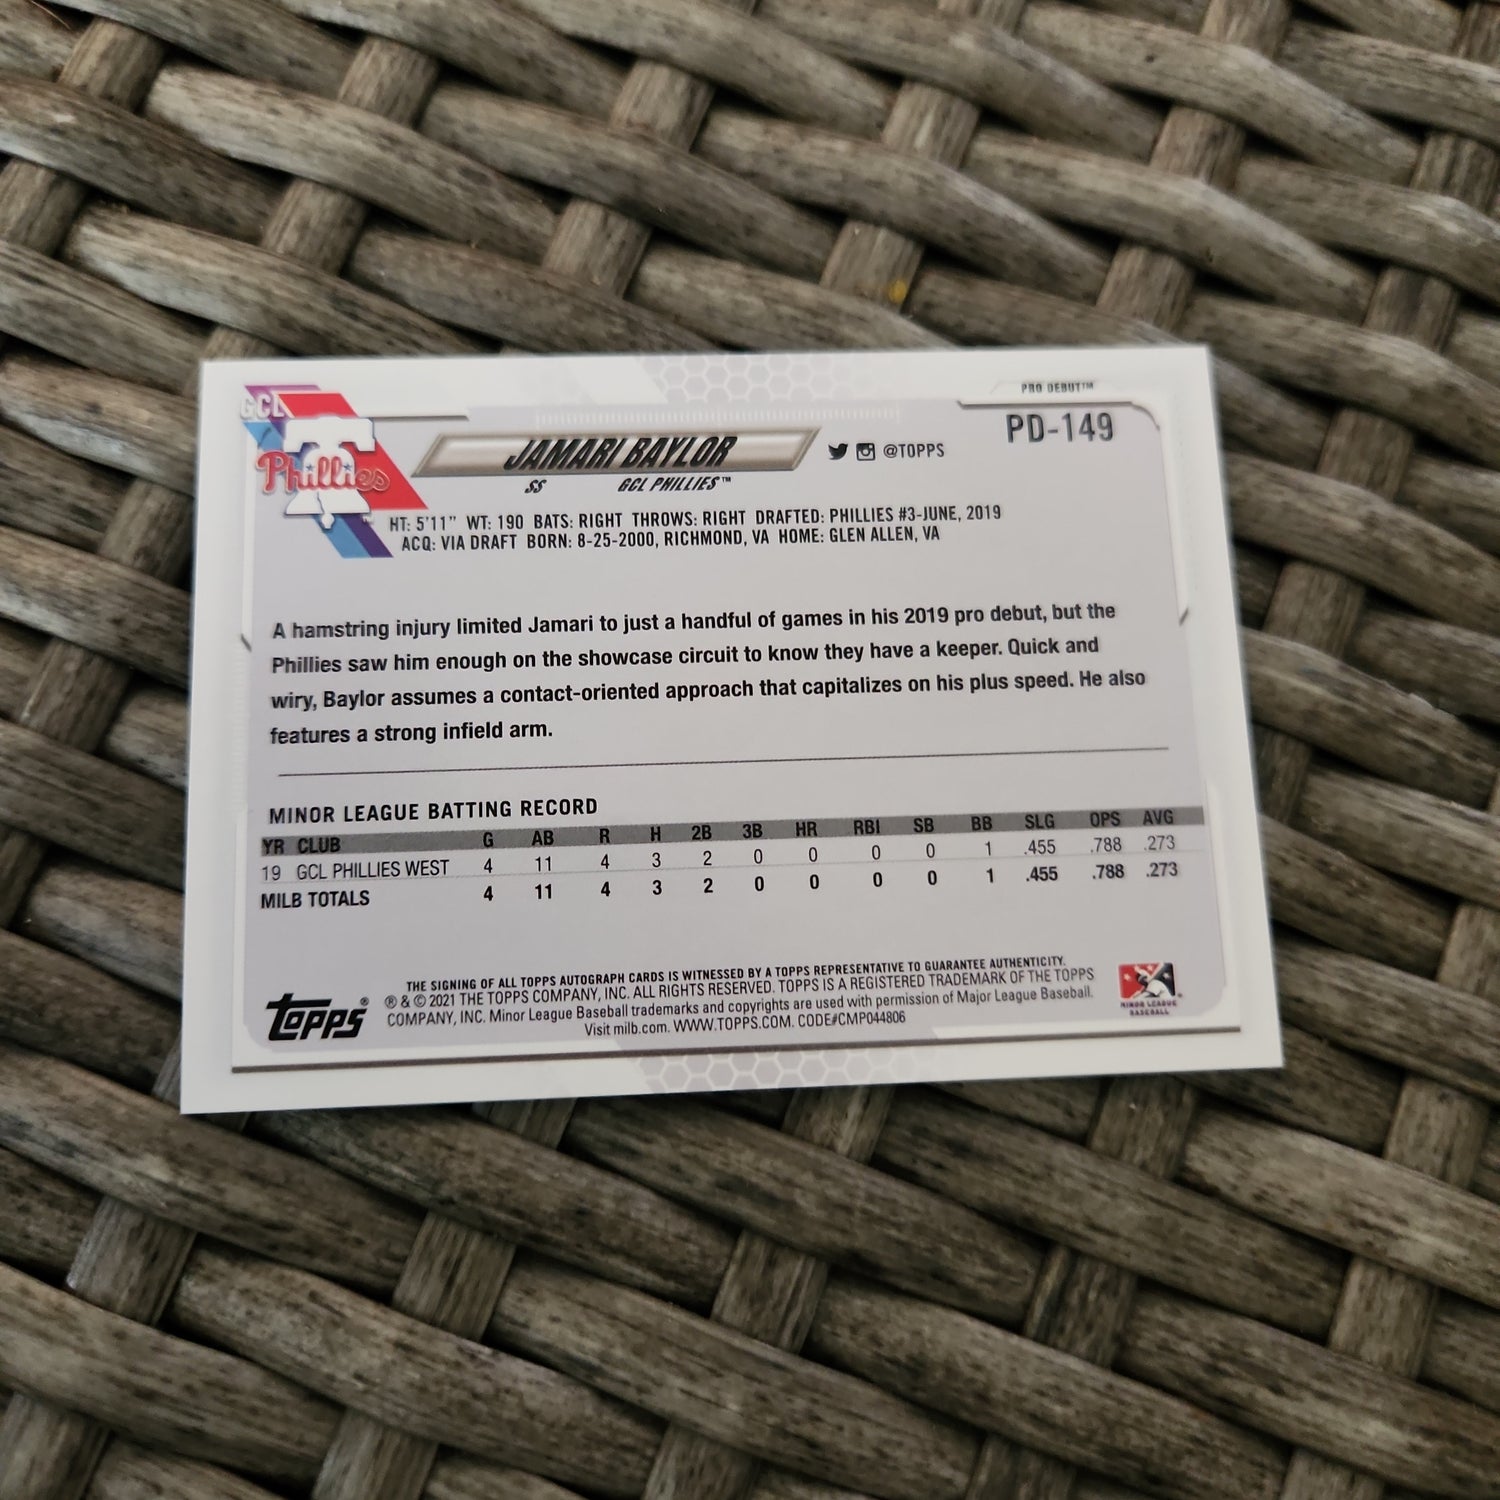 GCL
Phillies
PRO DEBUT™
PD-149
JAMARI BAYLOR
@TOPPS
SS GCL PHILLIES™
HT: 5'11" WT: 190 BATS: RIGHT THROWS: RIGHT DRAFTED: PHILLIES #3-JUNE, 2019
ACQ: VIA DRAFT BORN: 8-25-2000, RICHMOND, VA HOME: GLEN ALLEN, VA
A hamstring injury limited Jamari to just a handful of games in his 2019 pro debut, but the
Phillies saw him enough on the showcase circuit to know they have a keeper. Quick and
wiry, Baylor assumes a contact-oriented approach that capitalizes on his plus speed. He also
features a strong infield arm.
MINOR LEAGUE BATTING RECORD
YR CLUB G AB R H 2B 3B HR RBI SB BB SLG OPS AVG
19 GCL PHILLIES WEST 4 11 4 3 2 0 0 0 0 1 .455 .788 .273
MILB TOTALS 4 11 4 3 2 0 0 0 0 1 .455 .788 .273
THE SIGNING OF ALL TOPPS AUTOGRAPH CARDS IS WITNESSED BY A TOPPS REPRESENTATIVE TO GUARANTEE AUTHENTICITY.
® & © 2021 THE TOPPS COMPANY, INC. ALL RIGHTS RESERVED. TOPPS IS A REGISTERED TRADEMARK OF THE TOPPS
COMPANY, INC. Minor League Baseball trademarks and copyrights are used with permission of Major League Baseball.
Visit milb.com. WWW.TOPPS.COM. CODE#CMP044806
Topps®
MINOR LEAGUE
BASEBALL